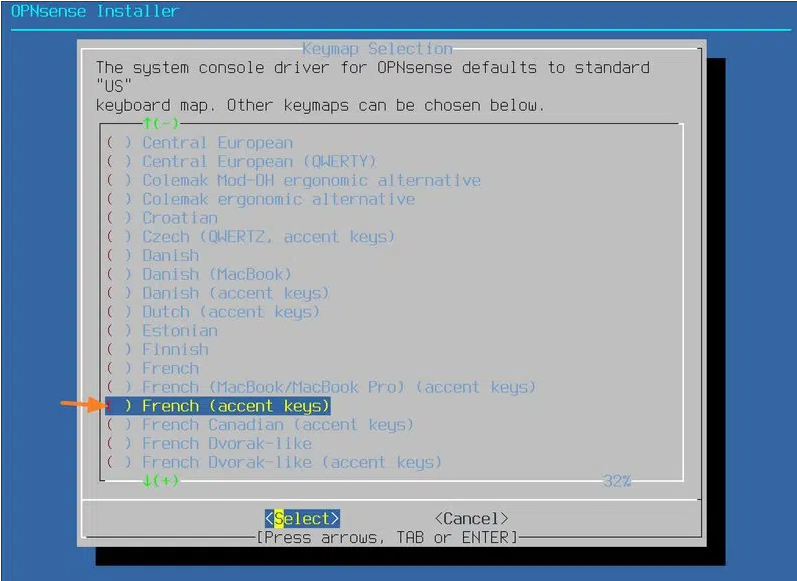 OPNsense Installer
Keymap Selection
The system console driver for OPNsense defaults to standard
"US"
keyboard map. Other keymaps can be chosen below.
↑(-)
( ) Central European
( ) Central European (QWERTY)
( ) Colemak Mod-DH ergonomic alternative
( ) Colemak ergonomic alternative
( ) Croatian
( ) Czech (QWERTZ, accent keys)
( ) Danish
( ) Danish (MacBook)
( ) Danish (accent keys)
( ) Dutch (accent keys)
( ) Estonian
( ) Finnish
( ) French
( ) French (MacBook/MacBook Pro) (accent keys)
( ) French (accent keys)
( ) French Canadian (accent keys)
( ) French Dvorak-like
( ) French Dvorak-like (accent keys)
↓(+) 32%
<Select> <Cancel>
[Press arrows, TAB or ENTER]